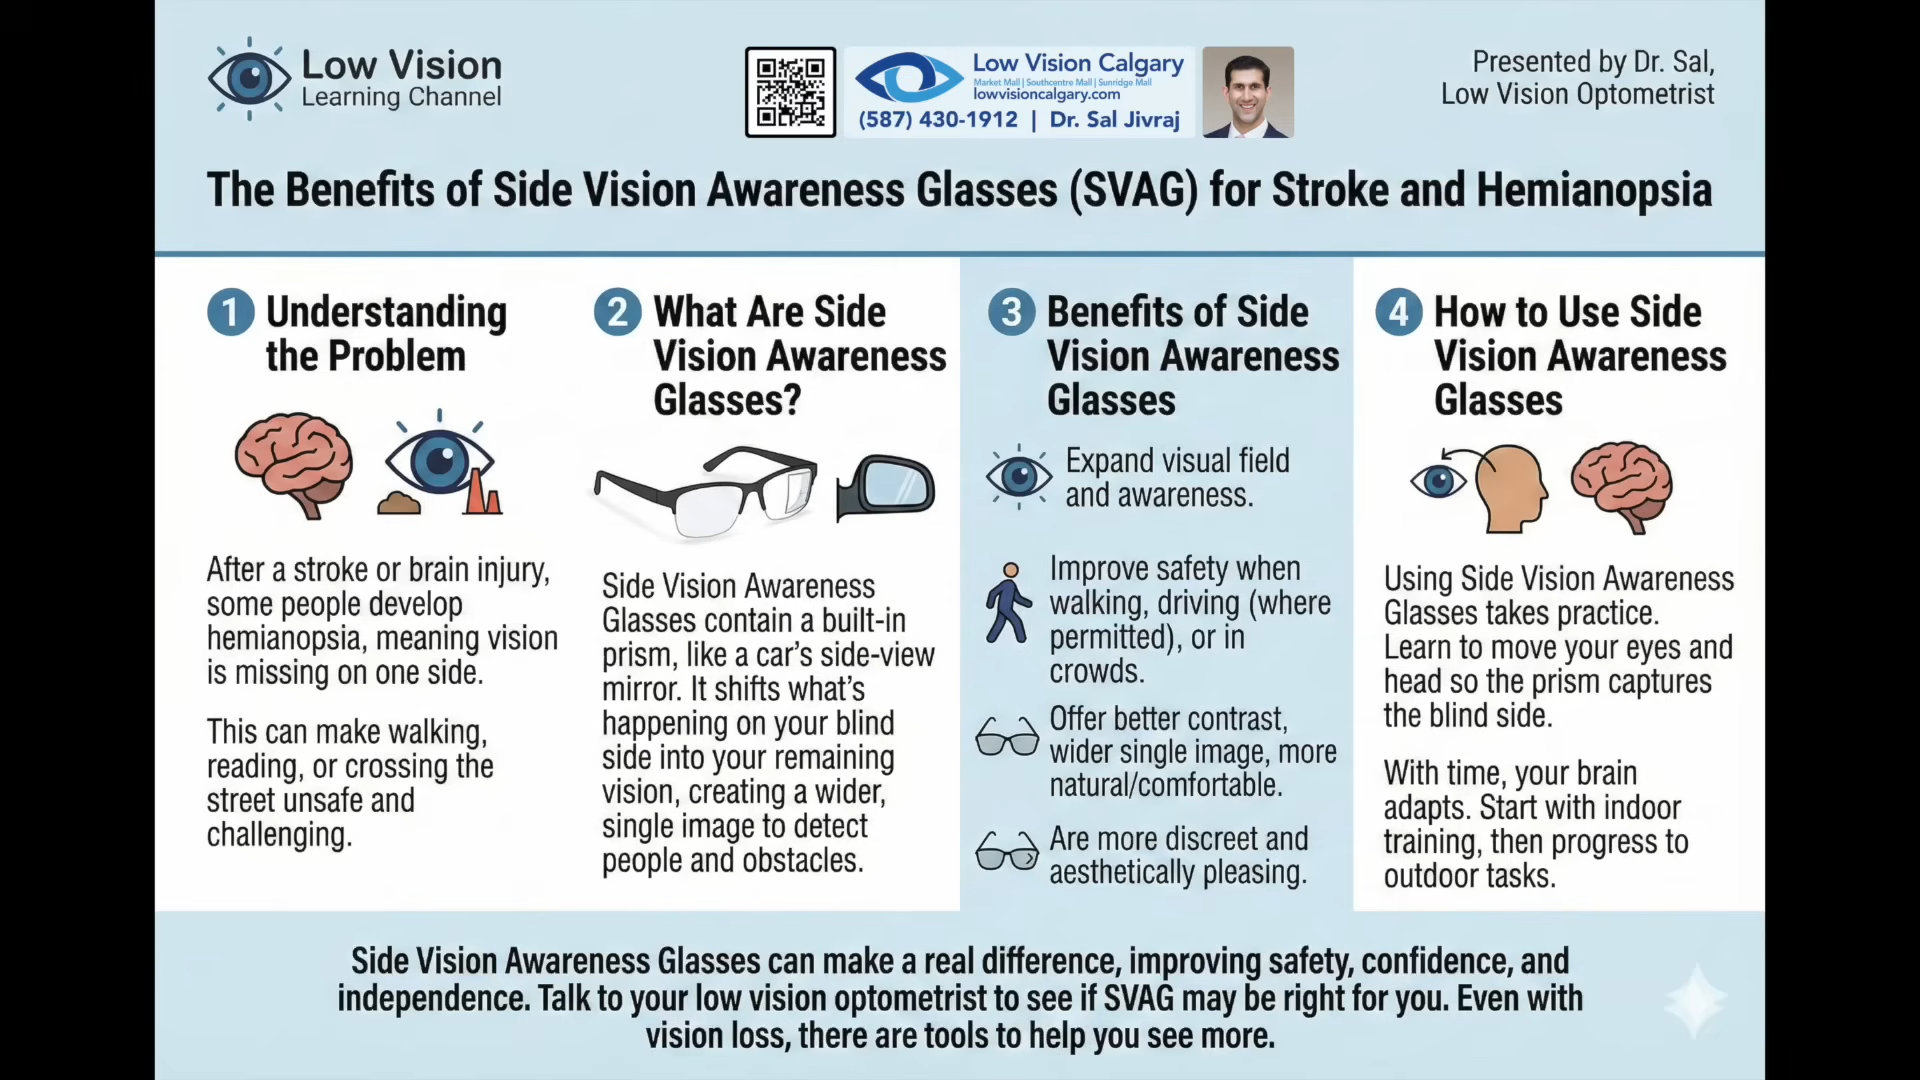 Low Vision
Learning Channel
Low Vision Calgary
Market Mall | Southcentre Mall | Sunridge Mall
lowvisioncalgary.com
(587) 430-1912 | Dr. Sal Jivraj
Presented by Dr. Sal,
Low Vision Optometrist
The Benefits of Side Vision Awareness Glasses (SVAG) for Stroke and Hemianopsia
1 Understanding
the Problem
After a stroke or brain injury,
some people develop
hemianopsia, meaning vision
is missing on one side.
This can make walking,
reading, or crossing the
street unsafe and
challenging.
2 What Are Side
Vision Awareness
Glasses?
Side Vision Awareness
Glasses contain a built-in
prism, like a car's side-view
mirror. It shifts what's
happening on your blind
side into your remaining
vision, creating a wider,
single image to detect
people and obstacles.
3 Benefits of Side
Vision Awareness
Glasses
Expand visual field
and awareness.
Improve safety when
walking, driving (where
permitted), or in
crowds.
Offer better contrast,
wider single image, more
natural/comfortable.
Are more discreet and
aesthetically pleasing.
4 How to Use Side
Vision Awareness
Glasses
Using Side Vision Awareness
Glasses takes practice.
Learn to move your eyes and
head so the prism captures
the blind side.
With time, your brain
adapts. Start with indoor
training, then progress to
outdoor tasks.
Side Vision Awareness Glasses can make a real difference, improving safety, confidence, and
independence. Talk to your low vision optometrist to see if SVAG may be right for you. Even with
vision loss, there are tools to help you see more.